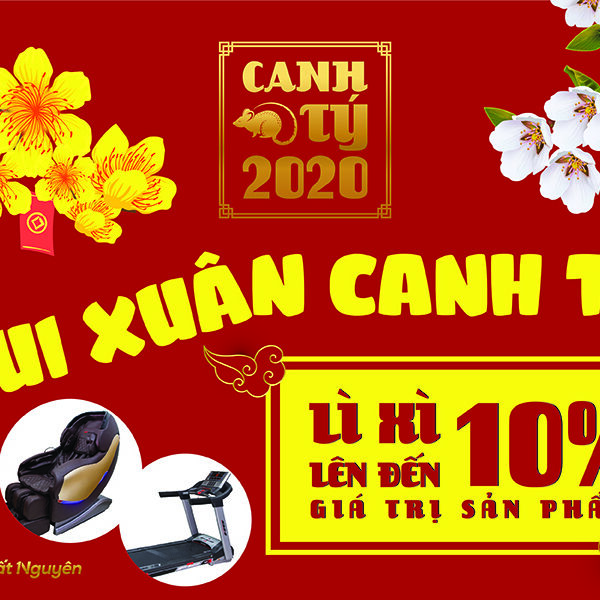 CANH
TÝ
2020
UI XUÂN CANH T
LÌ XÌ
LÊN ĐẾN
10%
GIÁ TRỊ SẢN PHẨ
ất Nguyên